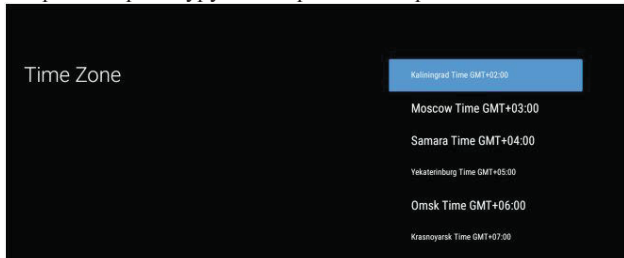 Time Zone
Kaliningrad Time GMT+02:00
Moscow Time GMT+03:00
Samara Time GMT+04:00
Yekaterinburg Time GMT+05:00
Omsk Time GMT+06:00
Krasnoyarsk Time GMT+07:00